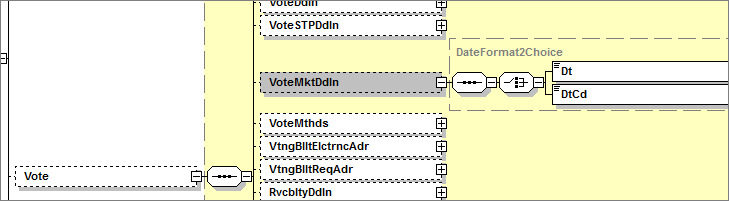 VoteDdln
VoteSTPDdln
DateFormat2Choice
VoteMktDdln
Dt
DtCd
VoteMthds
VtngBlltElctrncAdr
VtngBlltReqAdr
Vote
RvcbltyDdln